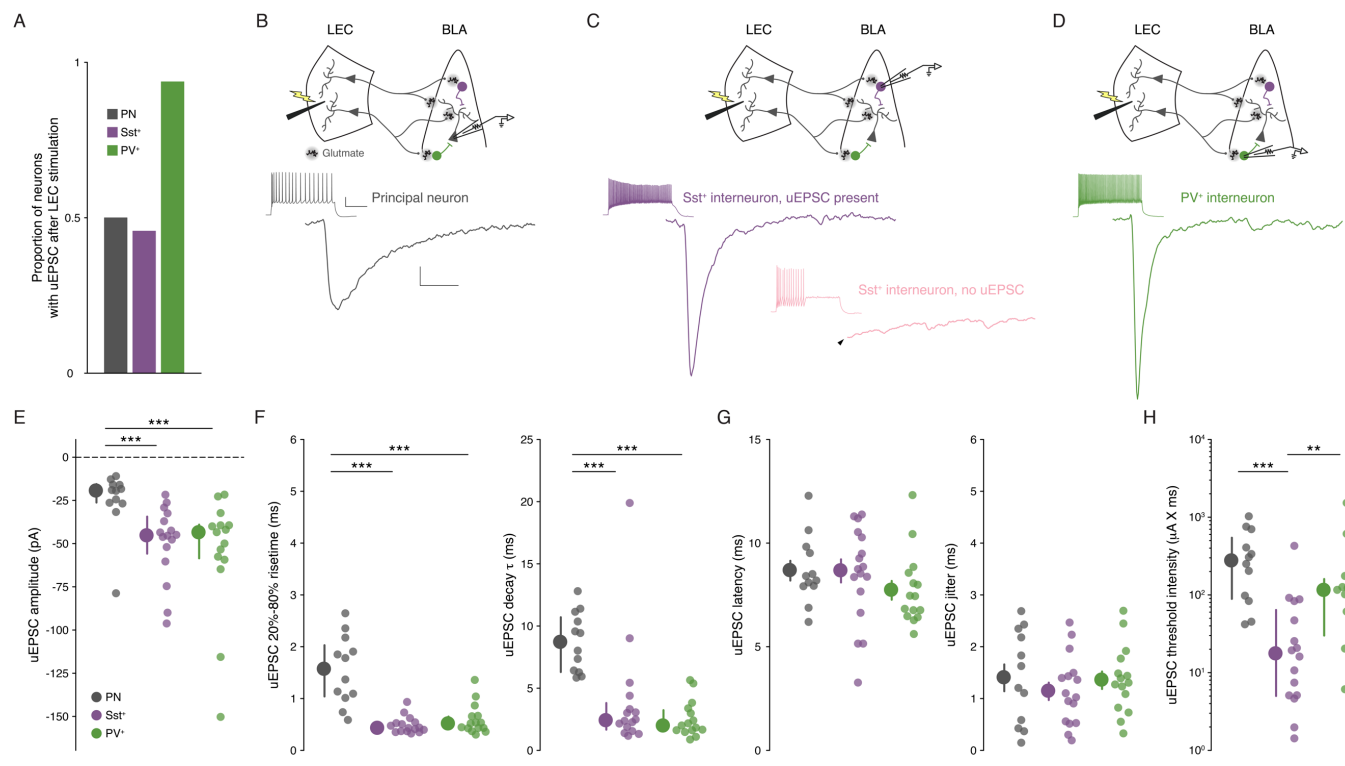 A
Proportion of neurons
with uEPSC after LEC stimulation
1
0.5
0
PN
Sst⁺
PV⁺
B
LEC
BLA
Glutmate
Principal neuron
C
LEC
BLA
Sst⁺ interneuron, uEPSC present
Sst⁺ interneuron, no uEPSC
D
LEC
BLA
PV⁺ interneuron
E
uEPSC amplitude (pA)
0
-25
-50
-75
-100
-125
-150
***
***
PN
Sst⁺
PV⁺
F
uEPSC 20%-80% risetime (ms)
6
5
4
3
2
1
0
***
***
uEPSC decay τ (ms)
25
20
15
10
5
0
***
***
G
uEPSC latency (ms)
15
10
5
0
uEPSC jitter (ms)
6
5
4
3
2
1
0
H
uEPSC threshold intensity (µA X ms)
10⁴
10³
10²
10¹
10⁰
***
**